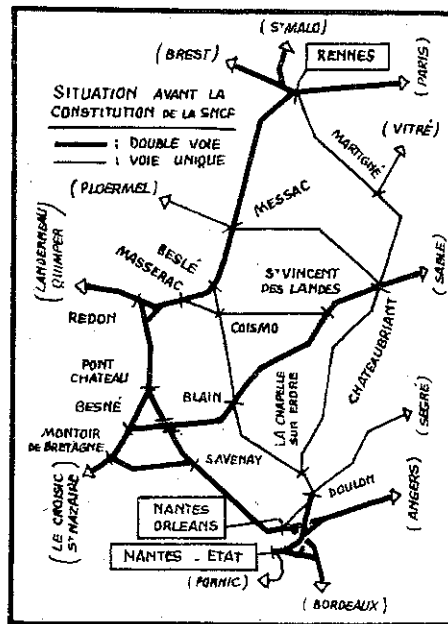 (ST MALO)
(BREST)
RENNES
(PARIS)
SITUATION AVANT LA
CONSTITUTION DE LA SNCF
: DOUBLE VOIE
: VOIE UNIQUE
MARTIGNÉ
(VITRÉ)
(PLOERMEL)
MESSAC
(LANDERNEAU
QUIMPER)
BESLÉ
MASSERAC
ST VINCENT
DES LANDES
(SABLE)
REDON
COISMO
CHATEAUBRIANT
PONT
CHATEAU
BESNÉ
BLAIN
LA CHAPELLE
SUR ERDRE
(SEGRÉ)
MONTOIR
DE BRETAGNE
SAVENAY
(LE CROISIC
ST NAZAIRE)
DOULON
(ANGERS)
NANTES
ORLEANS
NANTES - ETAT
(PORNIC)
(BORDEAUX)